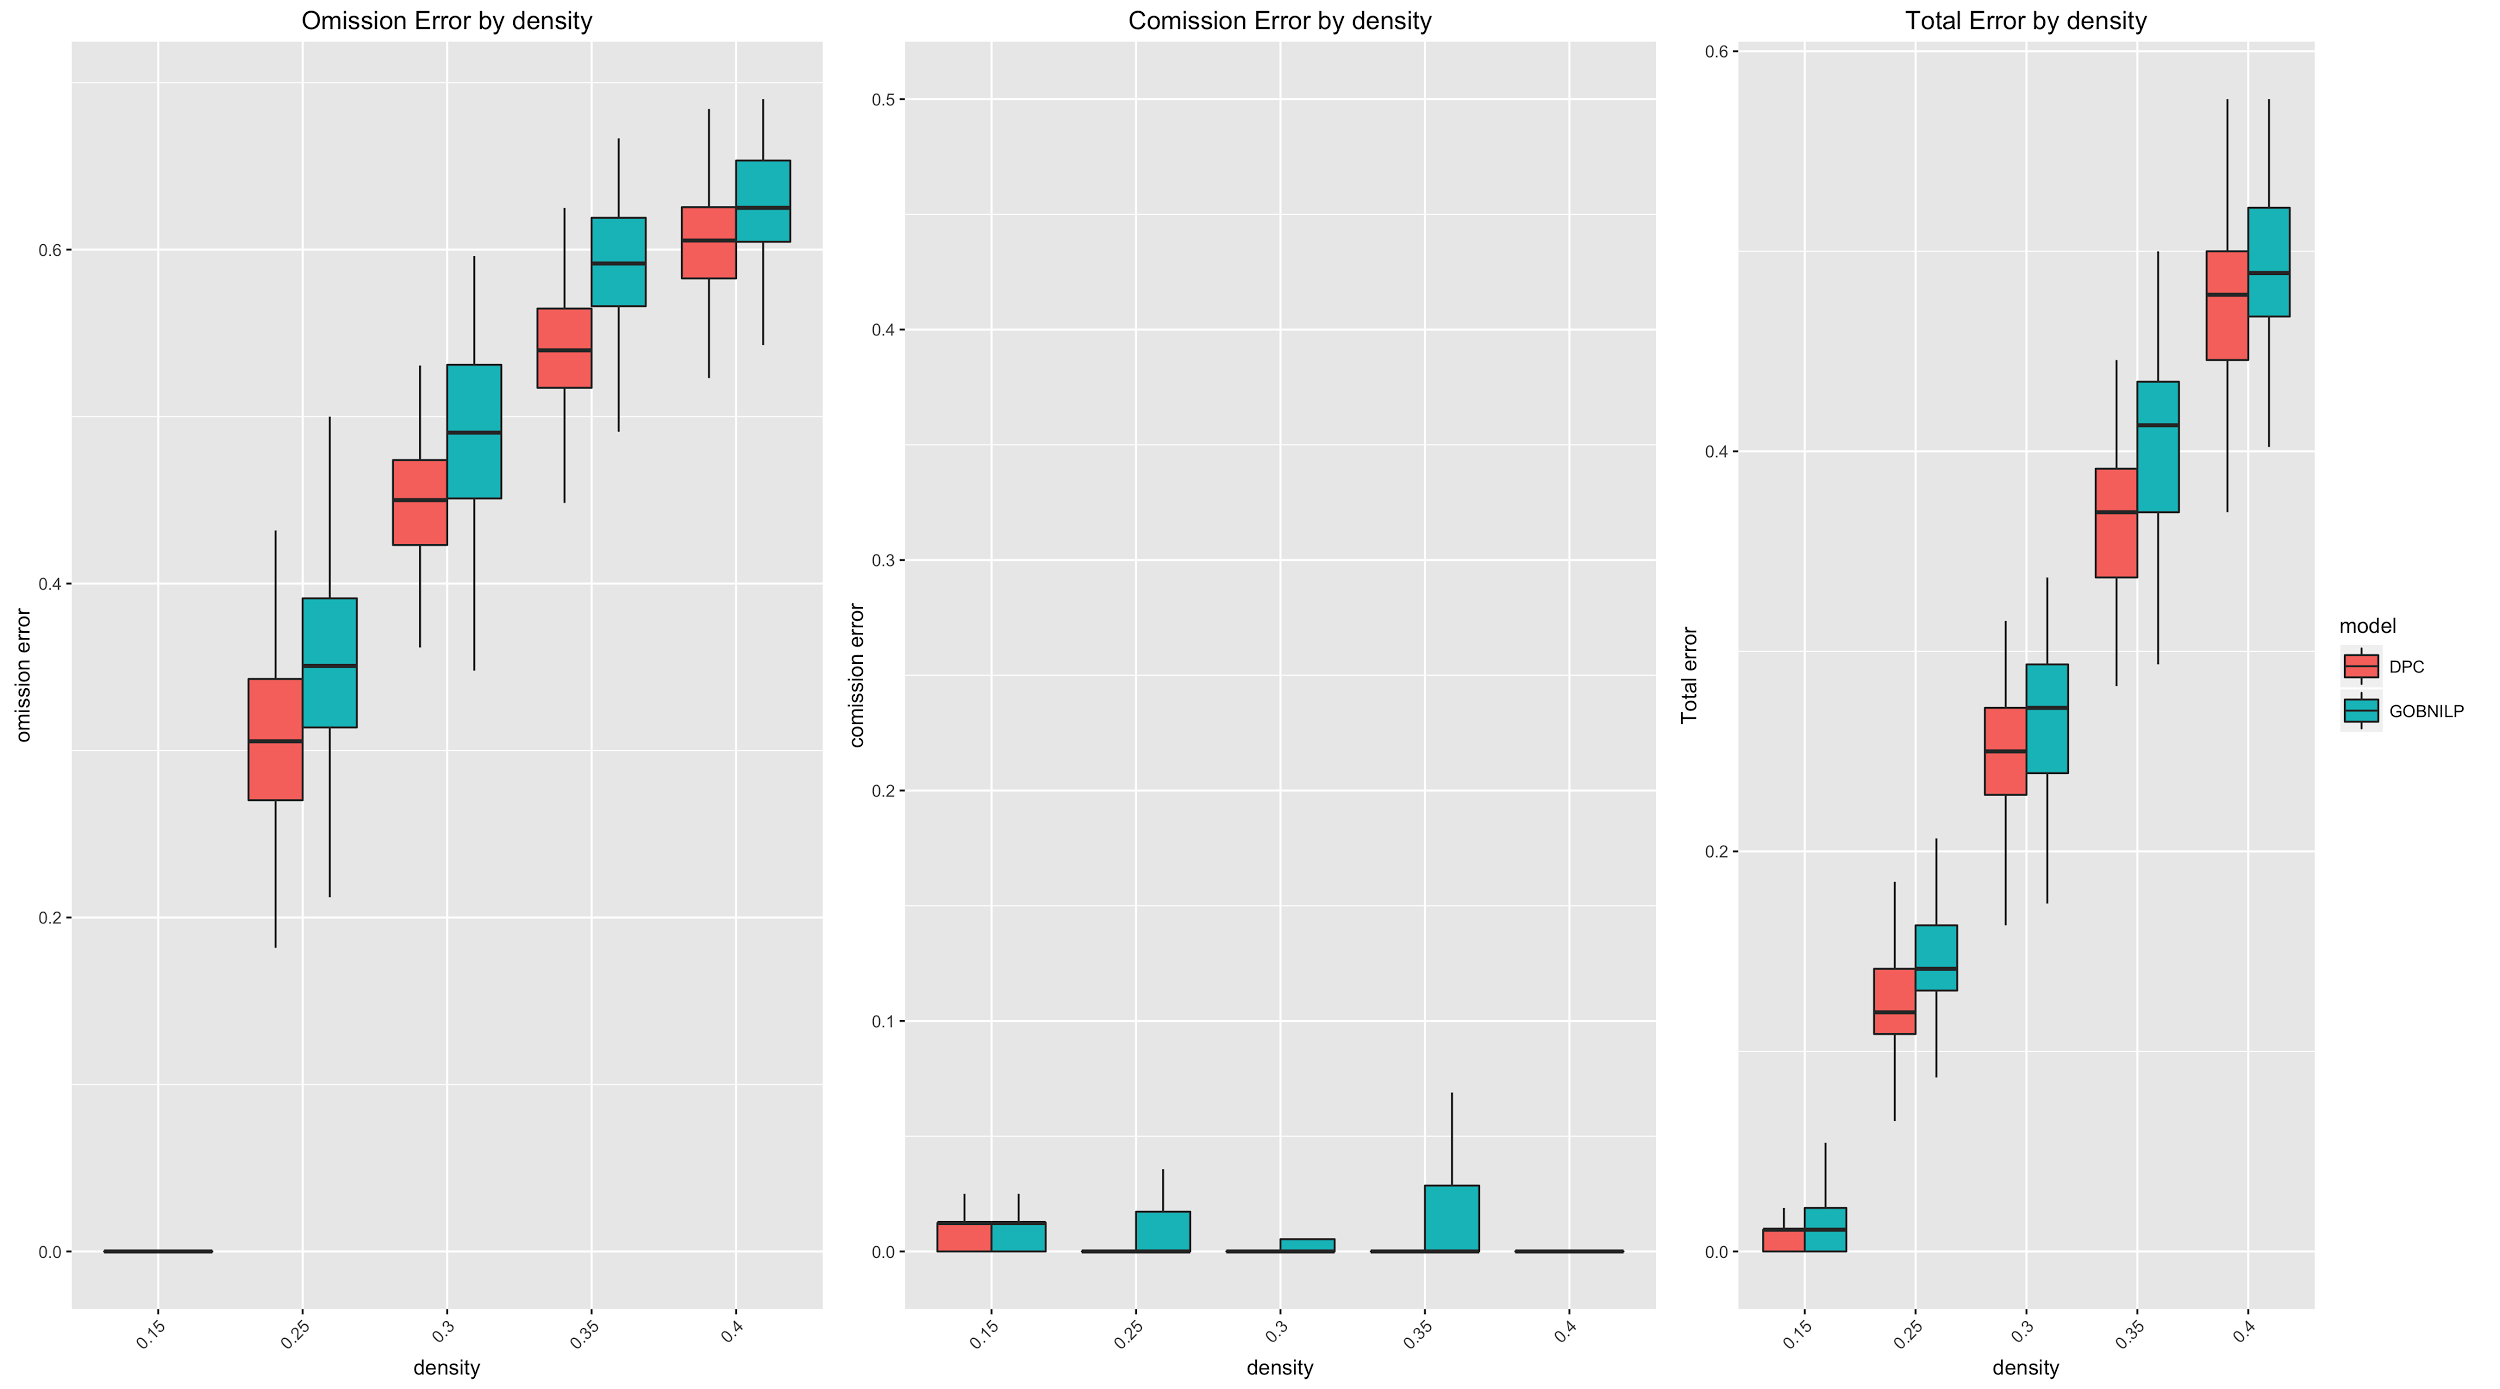 Omission Error by density
omission error
0.6
0.4
0.2
0.0
0.15
0.25
0.3
0.35
0.4
density
Comission Error by density
comission error
0.5
0.4
0.3
0.2
0.1
0.0
0.15
0.25
0.3
0.35
0.4
density
Total Error by density
Total error
0.6
0.4
0.2
0.0
0.15
0.25
0.3
0.35
0.4
density
model
DPC
GOBNILP